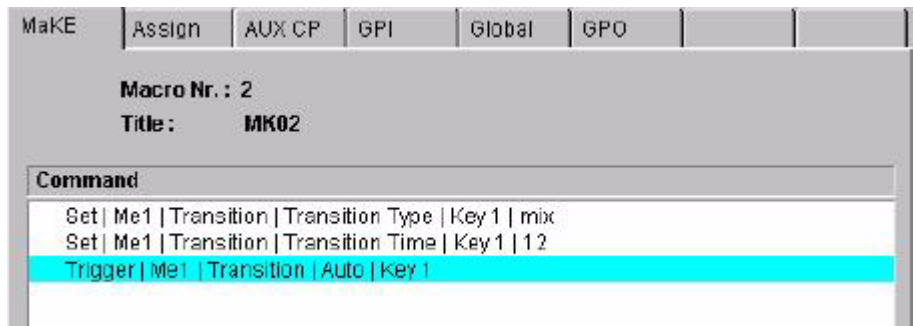 MaKE Assign AUX CP GPI Global GPO
Macro Nr. : 2
Title : MK02
Command
Set | Me1 | Transition | Transition Type | Key 1 | mix
Set | Me1 | Transition | Transition Time | Key 1 | 12
Trigger | Me1 | Transition | Auto | Key 1